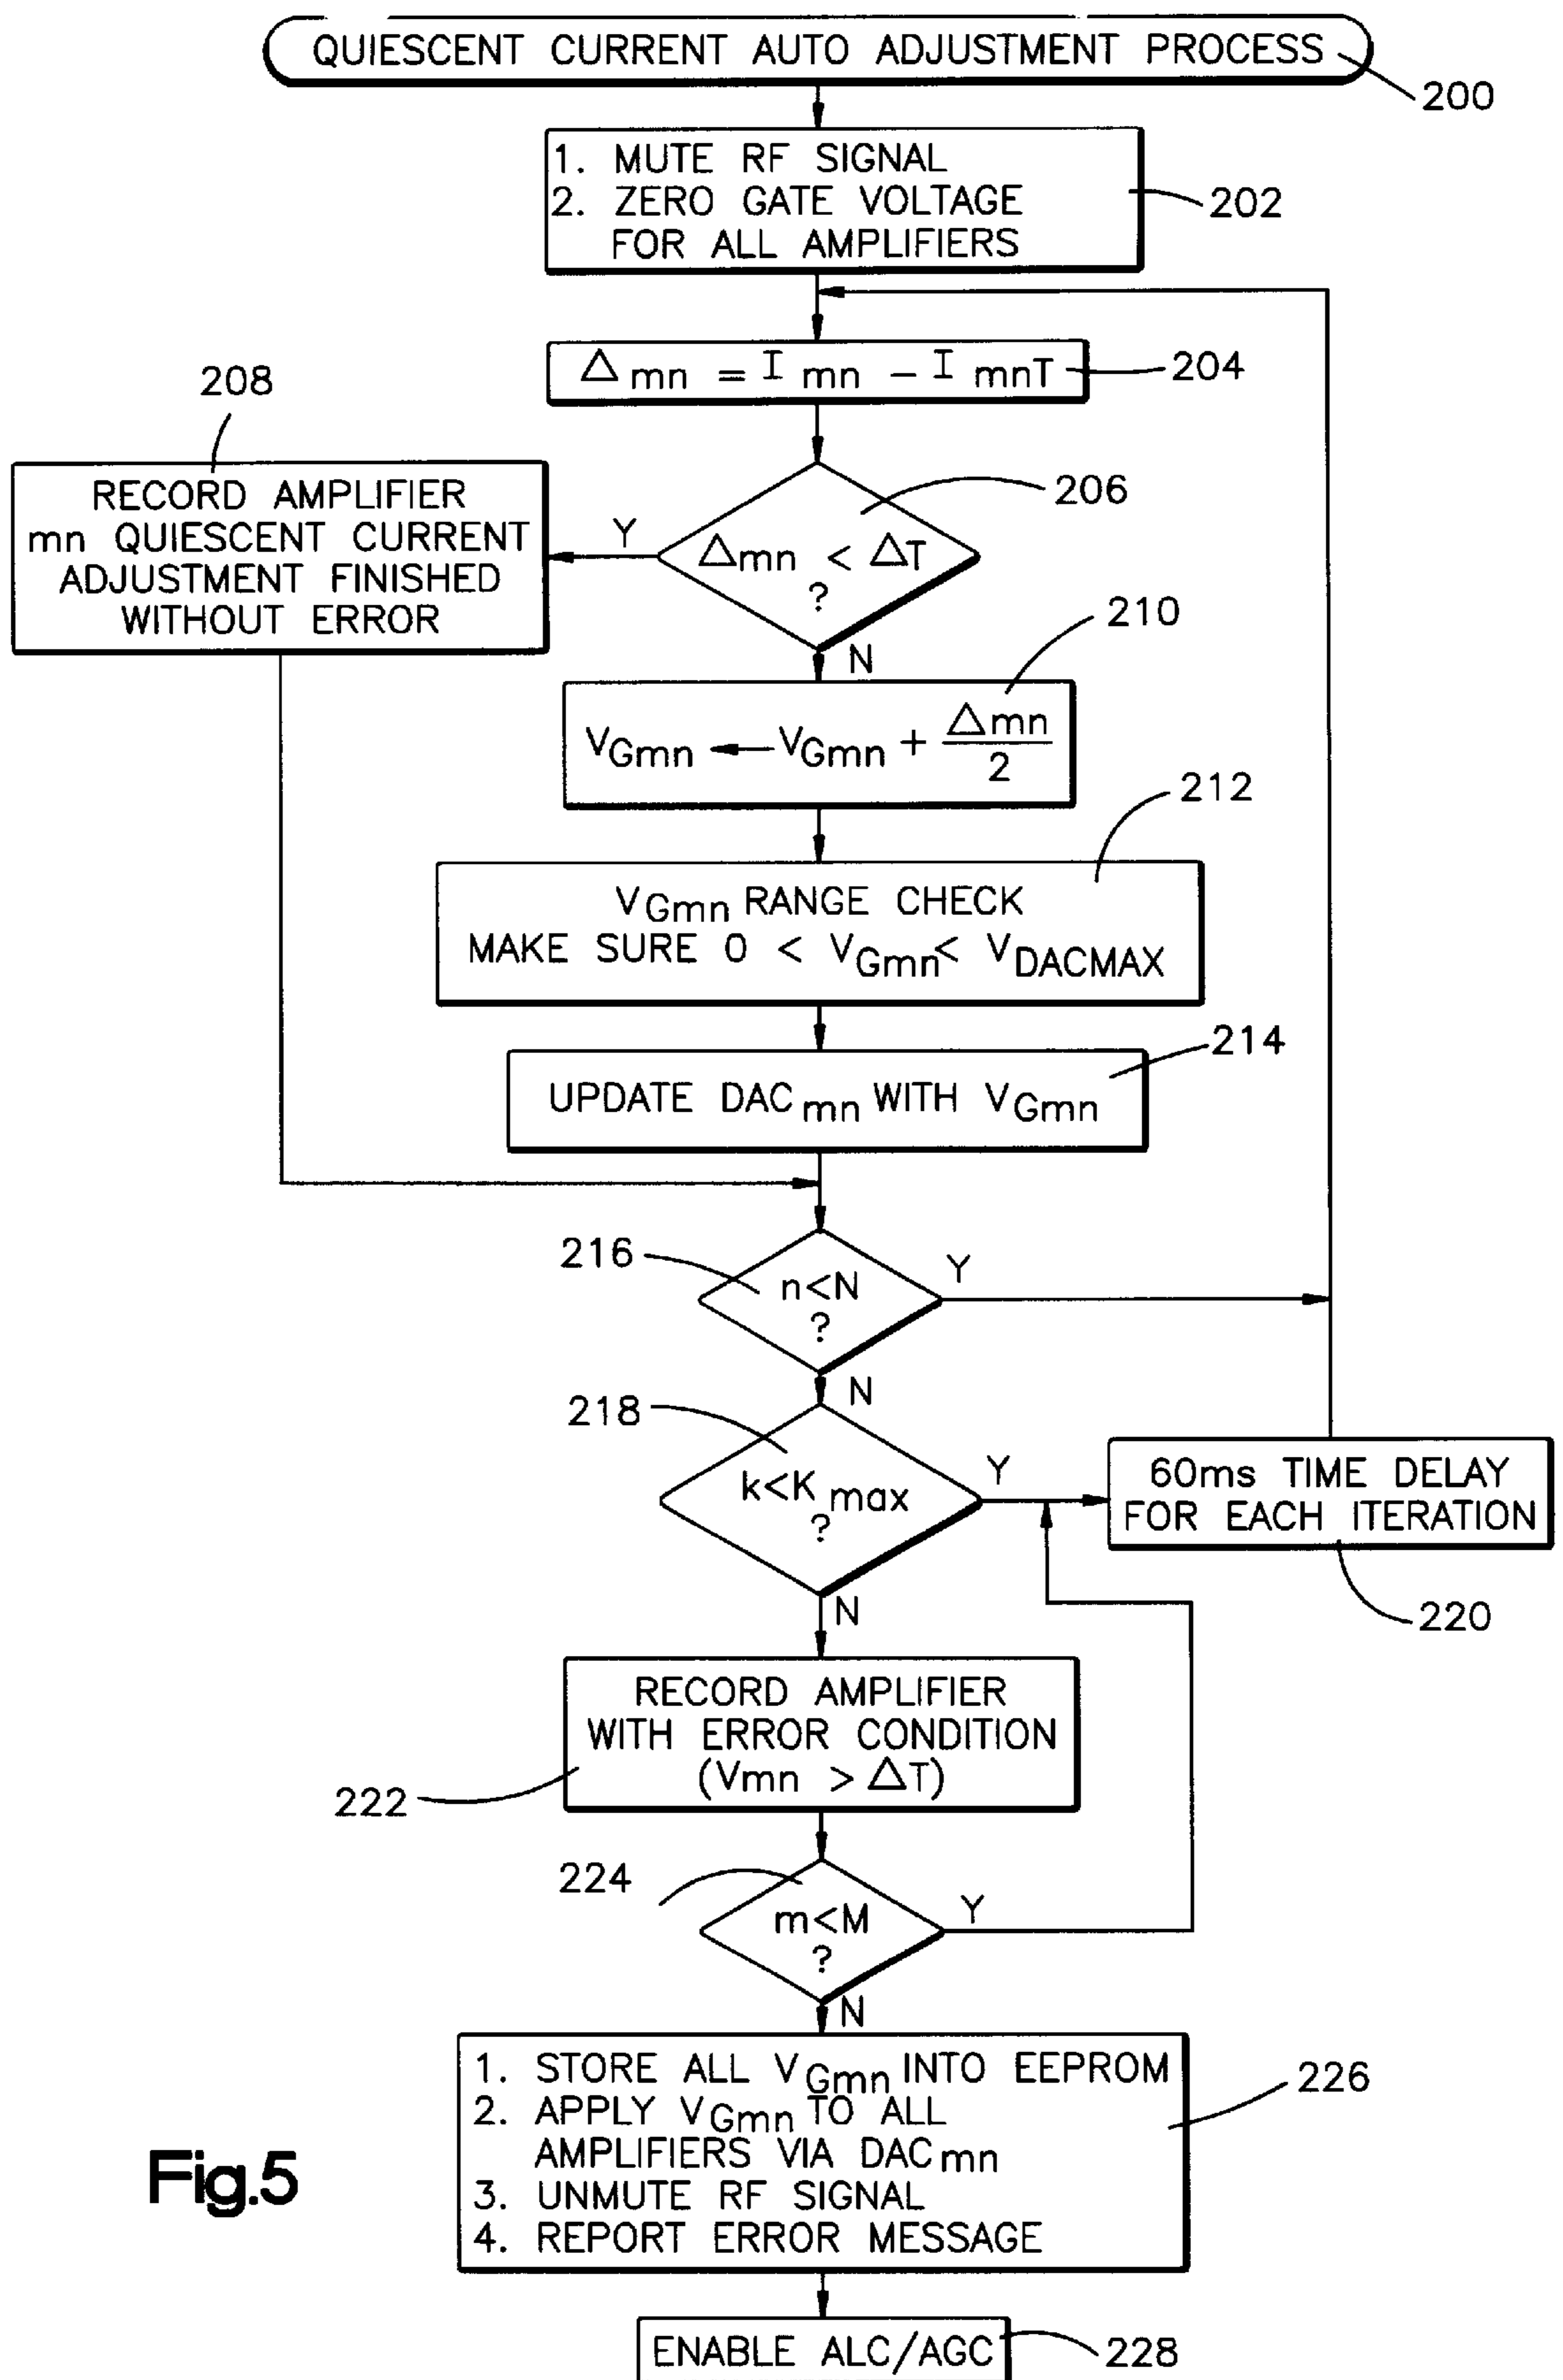 QUIESCENT CURRENT AUTO ADJUSTMENT PROCESS
200
1. MUTE RF SIGNAL
2. ZERO GATE VOLTAGE
FOR ALL AMPLIFIERS
202
Δmn = Imn − ImnT
204
208
RECORD AMPLIFIER
mn QUIESCENT CURRENT
ADJUSTMENT FINISHED
WITHOUT ERROR
Y
206
Δmn < ΔT
?
N
210
VGmn ← VGmn + Δmn/2
212
VGmn RANGE CHECK
MAKE SURE 0 < VGmn < VDACMAX
214
UPDATE DACmn WITH VGmn
216
n<N
?
Y
N
218
k<Kmax
?
Y
60ms TIME DELAY
FOR EACH ITERATION
220
N
RECORD AMPLIFIER
WITH ERROR CONDITION
(Vmn > ΔT)
222
224
m<M
?
Y
N
1. STORE ALL VGmn INTO EEPROM
2. APPLY VGmn TO ALL
AMPLIFIERS VIA DACmn
3. UNMUTE RF SIGNAL
4. REPORT ERROR MESSAGE
226
Fig.5
ENABLE ALC/AGC
228